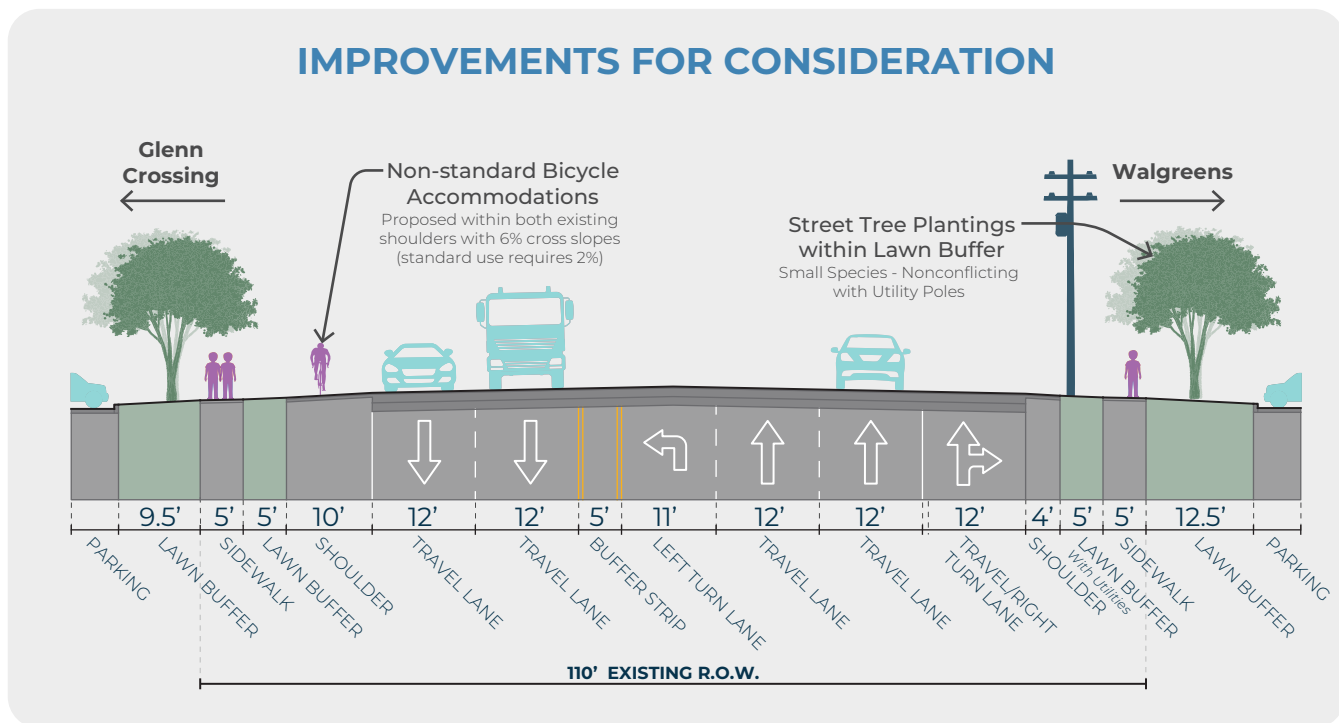 IMPROVEMENTS FOR CONSIDERATION
Glenn
Crossing
Non-standard Bicycle
Accommodations
Proposed within both existing
shoulders with 6% cross slopes
(standard use requires 2%)
Street Tree Plantings
within Lawn Buffer
Small Species - Nonconflicting
with Utility Poles
Walgreens
9.5’ 5’ 5’ 10’ 12’ 12’ 5’ 11’ 12’ 12’ 12’ 4’ 5’ 5’ 12.5’
PARKING
LAWN BUFFER
SIDEWALK
LAWN BUFFER
SHOULDER
TRAVEL LANE
TRAVEL LANE
BUFFER STRIP
LEFT TURN LANE
TRAVEL LANE
TRAVEL LANE
TRAVEL/RIGHT
TURN LANE
SHOULDER
LAWN BUFFER
With Utilities
SIDEWALK
LAWN BUFFER
PARKING
110’ EXISTING R.O.W.